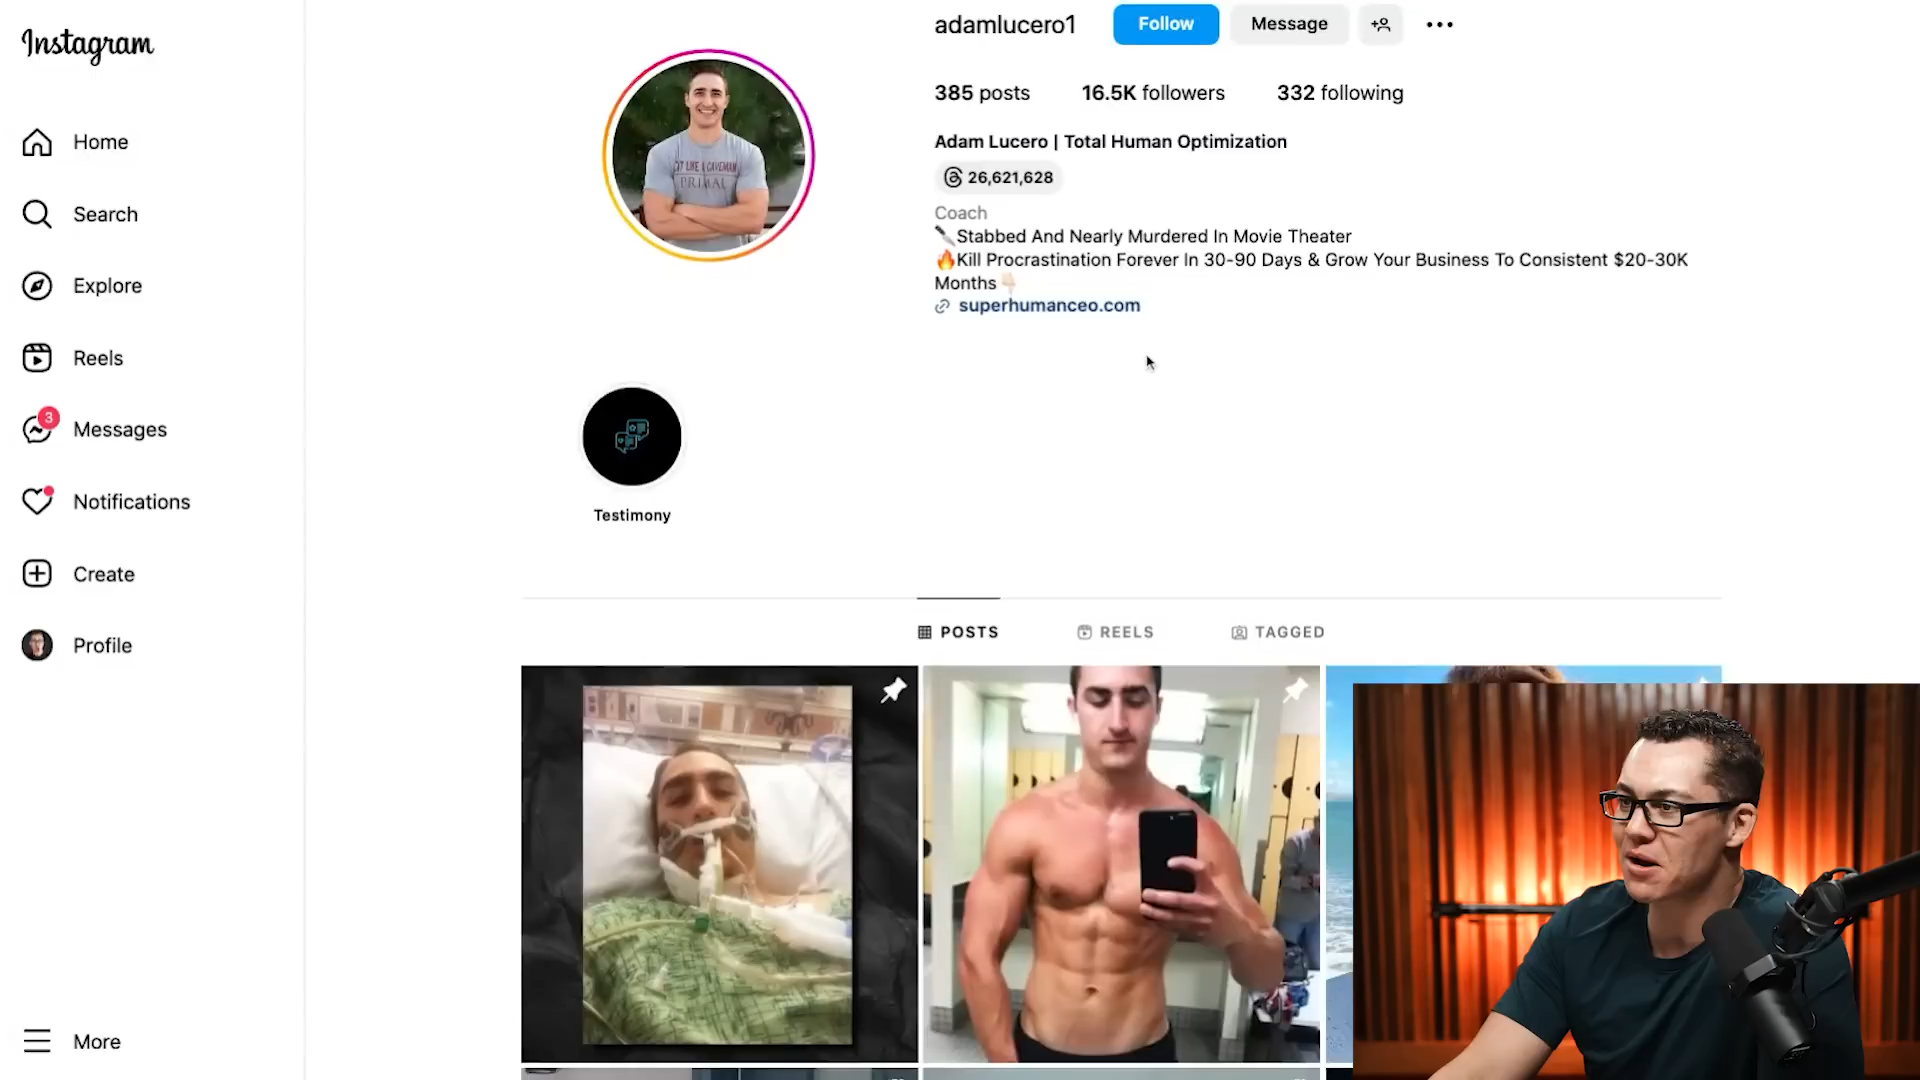 Instagram
Home
Search
Explore
Reels
3
Messages
Notifications
Create
Profile
More
adamlucero1
Follow
Message
385 posts
16.5K followers
332 following
Adam Lucero | Total Human Optimization
26,621,628
Coach
🔪Stabbed And Nearly Murdered In Movie Theater
🔥Kill Procrastination Forever In 30-90 Days & Grow Your Business To Consistent $20-30K
Months👇🏻
superhumanceo.com
Testimony
POSTS
REELS
TAGGED
LIKE A CAVEMAN
PRIMAL